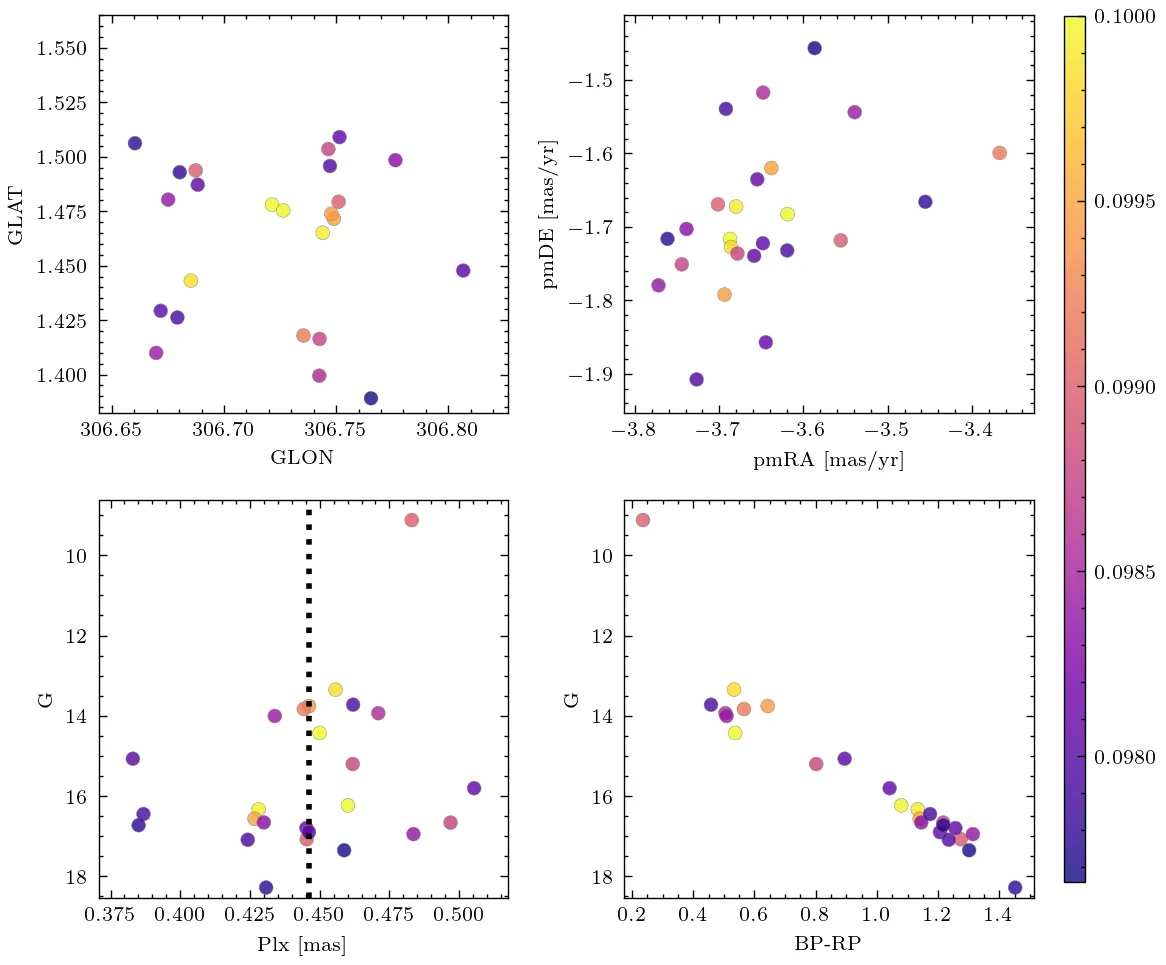 1.550
1.525
1.500
1.475
1.450
1.425
1.400
GLAT
306.65 306.70 306.75 306.80
GLON
−1.5
−1.6
−1.7
−1.8
−1.9
pmDE [mas/yr]
−3.8 −3.7 −3.6 −3.5 −3.4
pmRA [mas/yr]
10
12
14
16
18
G
0.375 0.400 0.425 0.450 0.475 0.500
Plx [mas]
10
12
14
16
18
G
0.2 0.4 0.6 0.8 1.0 1.2 1.4
BP-RP
0.1000
0.0995
0.0990
0.0985
0.0980